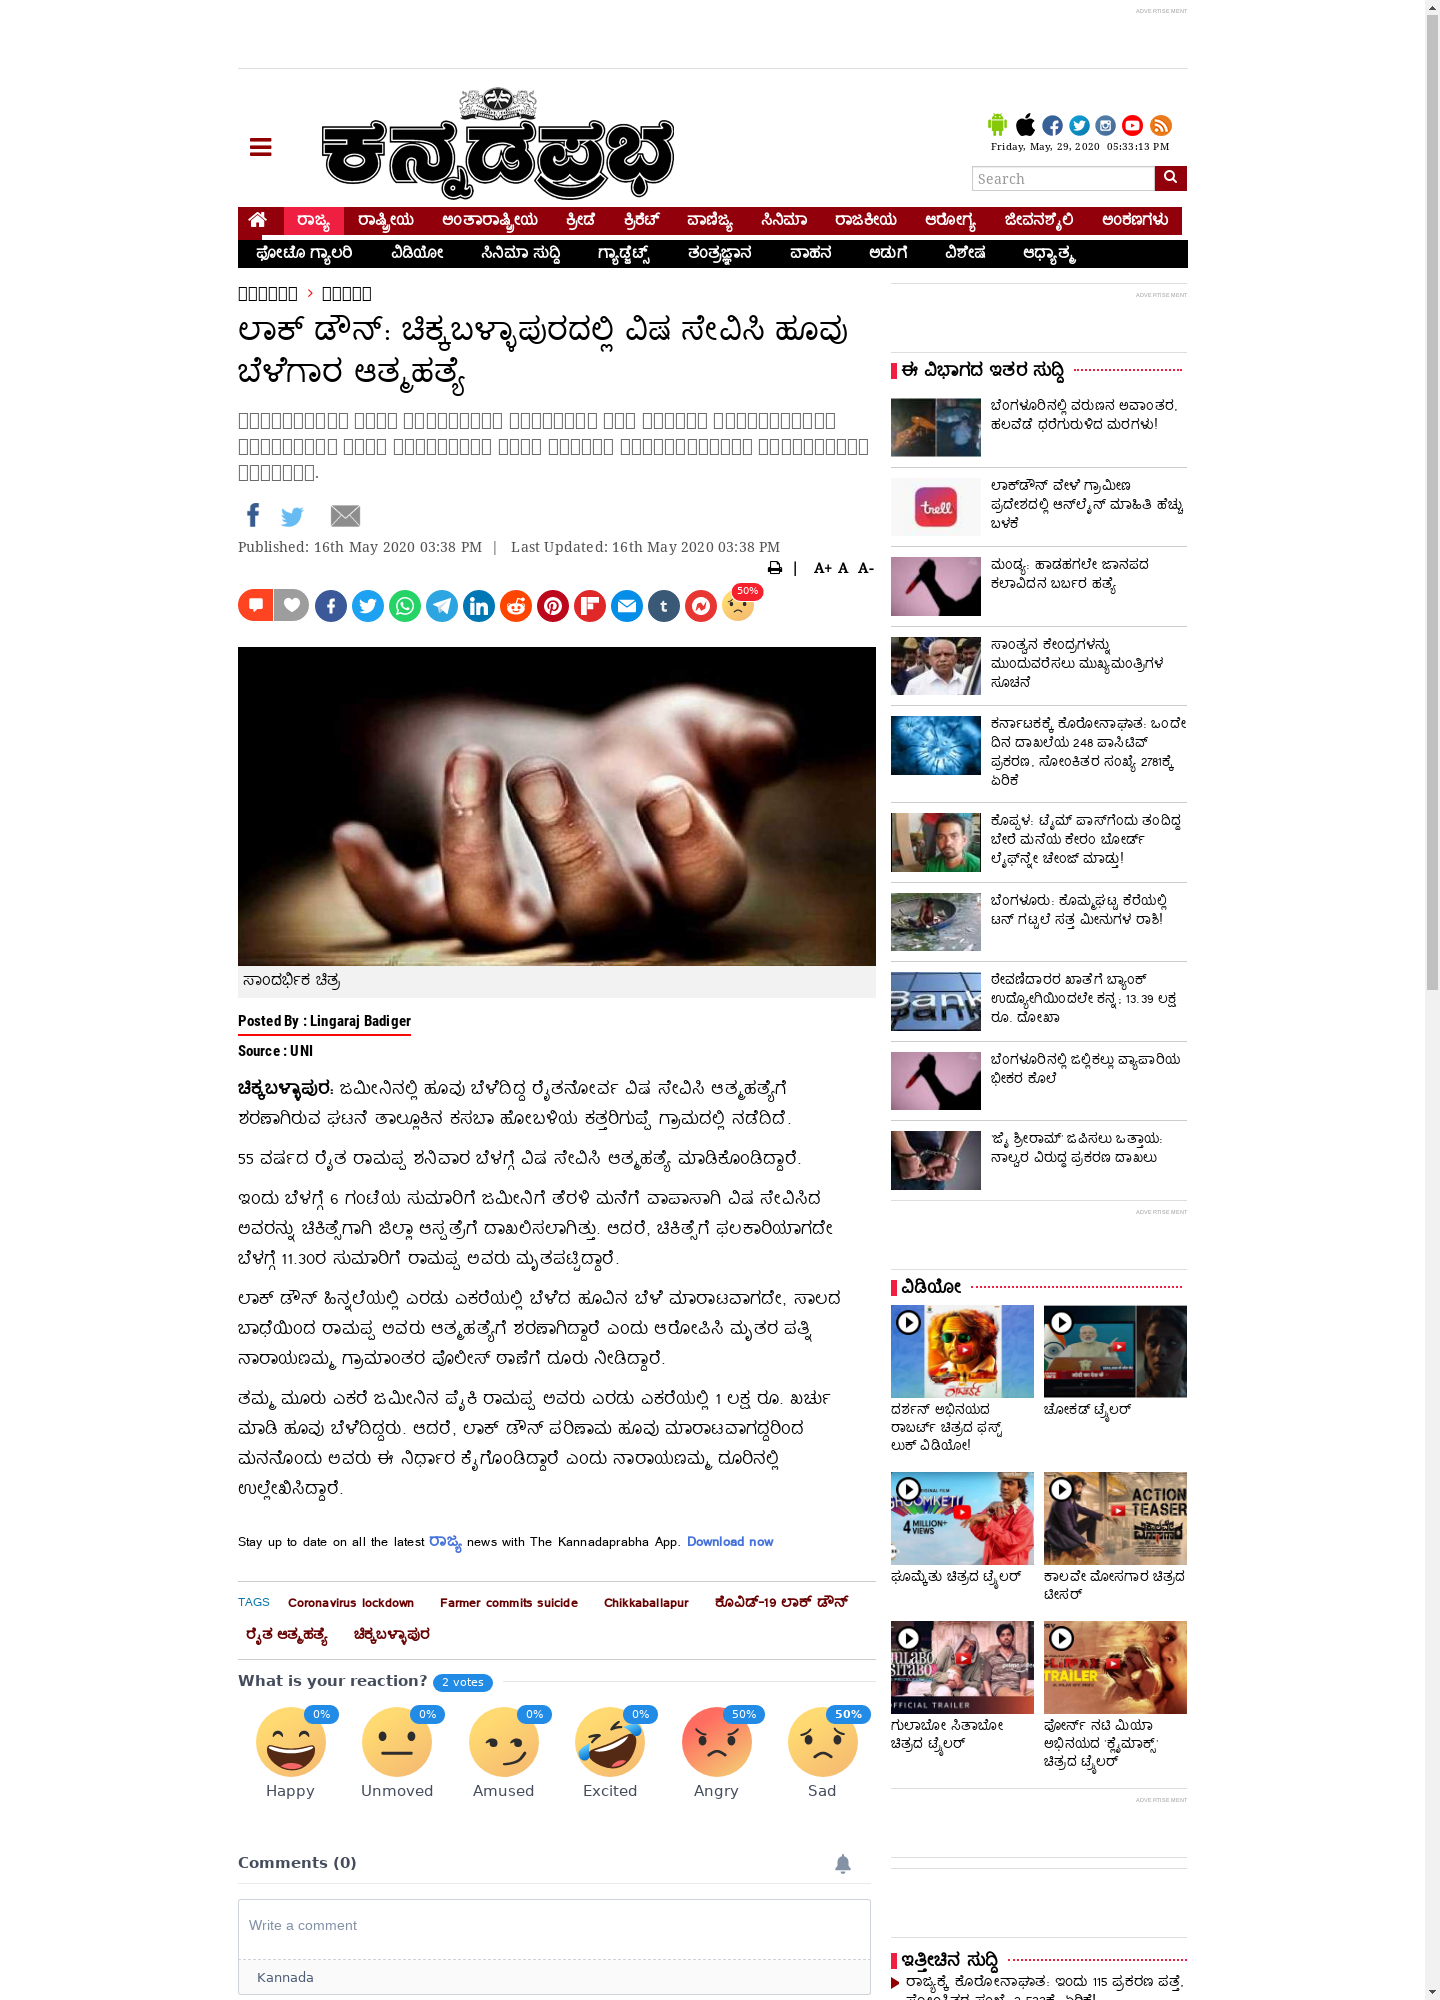 ADVERTISEMENT
ಕನ್ನಡಪ್ರಭ
Friday, May, 29, 2020 05:33:13 PM
Search
ರಾಜ್ಯ ರಾಷ್ಟ್ರೀಯ ಅಂತಾರಾಷ್ಟ್ರೀಯ ಕ್ರೀಡೆ ಕ್ರಿಕೆಟ್ ವಾಣಿಜ್ಯ ಸಿನಿಮಾ ರಾಜಕೀಯ ಆರೋಗ್ಯ ಜೀವನಶೈಲಿ ಅಂಕಣಗಳು
ಫೋಟೊ ಗ್ಯಾಲರಿ ವಿಡಿಯೋ ಸಿನಿಮಾ ಸುದ್ದಿ ಗ್ಯಾಡ್ಜೆಟ್ಸ್ ತಂತ್ರಜ್ಞಾನ ವಾಹನ ಅಡುಗೆ ವಿಶೇಷ ಆಧ್ಯಾತ್ಮ
ಲಾಕ್ ಡೌನ್: ಚಿಕ್ಕಬಳ್ಳಾಪುರದಲ್ಲಿ ವಿಷ ಸೇವಿಸಿ ಹೂವು
ಬೆಳೆಗಾರ ಆತ್ಮಹತ್ಯೆ
Published: 16th May 2020 03:38 PM | Last Updated: 16th May 2020 03:38 PM
| A+ A A-
50%
ಸಾಂದರ್ಭಿಕ ಚಿತ್ರ
Posted By : Lingaraj Badiger
Source : UNI
ಚಿಕ್ಕಬಳ್ಳಾಪುರ: ಜಮೀನಿನಲ್ಲಿ ಹೂವು ಬೆಳೆದಿದ್ದ ರೈತನೋರ್ವ ವಿಷ ಸೇವಿಸಿ ಆತ್ಮಹತ್ಯೆಗೆ
ಶರಣಾಗಿರುವ ಘಟನೆ ತಾಲ್ಲೂಕಿನ ಕಸಬಾ ಹೋಬಳಿಯ ಕತ್ತರಿಗುಪ್ಪೆ ಗ್ರಾಮದಲ್ಲಿ ನಡೆದಿದೆ.
55 ವರ್ಷದ ರೈತ ರಾಮಪ್ಪ ಶನಿವಾರ ಬೆಳಗ್ಗೆ ವಿಷ ಸೇವಿಸಿ ಆತ್ಮಹತ್ಯೆ ಮಾಡಿಕೊಂಡಿದ್ದಾರೆ.
ಇಂದು ಬೆಳಗ್ಗೆ 6 ಗಂಟೆಯ ಸುಮಾರಿಗೆ ಜಮೀನಿಗೆ ತೆರಳಿ ಮನೆಗೆ ವಾಪಾಸಾಗಿ ವಿಷ ಸೇವಿಸಿದ
ಅವರನ್ನು ಚಿಕಿತ್ಸೆಗಾಗಿ ಜಿಲ್ಲಾ ಆಸ್ಪತ್ರೆಗೆ ದಾಖಲಿಸಲಾಗಿತ್ತು. ಆದರೆ, ಚಿಕಿತ್ಸೆಗೆ ಫಲಕಾರಿಯಾಗದೇ
ಬೆಳಗ್ಗೆ 11.30ರ ಸುಮಾರಿಗೆ ರಾಮಪ್ಪ ಅವರು ಮೃತಪಟ್ಟಿದ್ದಾರೆ.
ಲಾಕ್ ಡೌನ್ ಹಿನ್ನಲೆಯಲ್ಲಿ ಎರಡು ಎಕರೆಯಲ್ಲಿ ಬೆಳೆದ ಹೂವಿನ ಬೆಳೆ ಮಾರಾಟವಾಗದೇ, ಸಾಲದ
ಬಾಧೆಯಿಂದ ರಾಮಪ್ಪ ಅವರು ಆತ್ಮಹತ್ಯೆಗೆ ಶರಣಾಗಿದ್ದಾರೆ ಎಂದು ಆರೋಪಿಸಿ ಮೃತರ ಪತ್ನಿ
ನಾರಾಯಣಮ್ಮ ಗ್ರಾಮಾಂತರ ಪೊಲೀಸ್ ಠಾಣೆಗೆ ದೂರು ನೀಡಿದ್ದಾರೆ.
ತಮ್ಮ ಮೂರು ಎಕರೆ ಜಮೀನಿನ ಪೈಕಿ ರಾಮಪ್ಪ ಅವರು ಎರಡು ಎಕರೆಯಲ್ಲಿ 1 ಲಕ್ಷ ರೂ. ಖರ್ಚು
ಮಾಡಿ ಹೂವು ಬೆಳೆದಿದ್ದರು. ಆದರೆ, ಲಾಕ್ ಡೌನ್ ಪರಿಣಾಮ ಹೂವು ಮಾರಾಟವಾಗದ್ದರಿಂದ
ಮನನೊಂದು ಅವರು ಈ ನಿರ್ಧಾರ ಕೈಗೊಂಡಿದ್ದಾರೆ ಎಂದು ನಾರಾಯಣಮ್ಮ ದೂರಿನಲ್ಲಿ
ಉಲ್ಲೇಖಿಸಿದ್ದಾರೆ.
Stay up to date on all the latest ರಾಜ್ಯ news with The Kannadaprabha App. Download now
TAGS Coronavirus lockdown Farmer commits suicide Chikkaballapur ಕೊವಿಡ್-19 ಲಾಕ್ ಡೌನ್
ರೈತ ಆತ್ಮಹತ್ಯೆ ಚಿಕ್ಕಬಳ್ಳಾಪುರ
What is your reaction? 2 votes
0% 0% 0% 0% 50% 50%
Happy Unmoved Amused Excited Angry Sad
Comments (0)
Write a comment
Kannada
ADVERTISEMENT
ಈ ವಿಭಾಗದ ಇತರ ಸುದ್ದಿ
ಬೆಂಗಳೂರಿನಲ್ಲಿ ವರುಣನ ಅವಾಂತರ,
ಹಲವೆಡೆ ಧರೆಗುರುಳಿದ ಮರಗಳು!
trell
ಲಾಕ್‌ಡೌನ್ ವೇಳೆ ಗ್ರಾಮೀಣ
ಪ್ರದೇಶದಲ್ಲಿ ಆನ್‌ಲೈನ್ ಮಾಹಿತಿ ಹೆಚ್ಚು
ಬಳಕೆ
ಮಂಡ್ಯ: ಹಾಡಹಗಲೇ ಜಾನಪದ
ಕಲಾವಿದನ ಬರ್ಬರ ಹತ್ಯೆ
ಸಾಂತ್ವನ ಕೇಂದ್ರಗಳನ್ನು
ಮುಂದುವರೆಸಲು ಮುಖ್ಯಮಂತ್ರಿಗಳ
ಸೂಚನೆ
ಕರ್ನಾಟಕಕ್ಕೆ ಕೊರೋನಾಘಾತ: ಒಂದೇ
ದಿನ ದಾಖಲೆಯ 248 ಪಾಸಿಟಿವ್
ಪ್ರಕರಣ, ಸೋಂಕಿತರ ಸಂಖ್ಯೆ 2781ಕ್ಕೆ
ಏರಿಕೆ
ಕೊಪ್ಪಳ: ಟೈಮ್ ಪಾಸ್‌ಗೆಂದು ತಂದಿದ್ದ
ಬೇರೆ ಮನೆಯ ಕೇರಂ ಬೋರ್ಡ್
ಲೈಫ್‌ನ್ನೇ ಚೇಂಜ್ ಮಾಡ್ತು!
ಬೆಂಗಳೂರು: ಕೊಮ್ಮಘಟ್ಟ ಕೆರೆಯಲ್ಲಿ
ಟನ್ ಗಟ್ಟಲೆ ಸತ್ತ ಮೀನುಗಳ ರಾಶಿ!
Bank
ಠೇವಣಿದಾರರ ಖಾತೆಗೆ ಬ್ಯಾಂಕ್
ಉದ್ಯೋಗಿಯಿಂದಲೇ ಕನ್ನ; 13.39 ಲಕ್ಷ
ರೂ. ದೋಖಾ
ಬೆಂಗಳೂರಿನಲ್ಲಿ ಜಲ್ಲಿಕಲ್ಲು ವ್ಯಾಪಾರಿಯ
ಭೀಕರ ಕೊಲೆ
'ಜೈ ಶ್ರೀರಾಮ್' ಜಪಿಸಲು ಒತ್ತಾಯ:
ನಾಲ್ವರ ವಿರುದ್ಧ ಪ್ರಕರಣ ದಾಖಲು
ADVERTISEMENT
ವಿಡಿಯೋ
ದರ್ಶನ್ ಅಭಿನಯದ
ರಾಬರ್ಟ್ ಚಿತ್ರದ ಫಸ್ಟ್
ಲುಕ್ ವಿಡಿಯೋ!
ಚೋಕಡ್ ಟ್ರೈಲರ್
4 MILLION+
VIEWS
ಘೂಮ್ಕೆತು ಚಿತ್ರದ ಟ್ರೈಲರ್
ACTION
TEASER
ಕಾಲವೇ ಮೋಸಗಾರ ಚಿತ್ರದ
ಟೀಸರ್
OFFICIAL TRAILER
ಗುಲಾಬೋ ಸಿತಾಬೋ
ಚಿತ್ರದ ಟ್ರೈಲರ್
TRAILER
ಪೋರ್ನ್ ನಟಿ ಮಿಯಾ
ಅಭಿನಯದ 'ಕ್ಲೈಮಾಕ್ಸ್'
ಚಿತ್ರದ ಟ್ರೈಲರ್
ADVERTISEMENT
ಇತ್ತೀಚಿನ ಸುದ್ದಿ
ರಾಜ್ಯಕ್ಕೆ ಕೊರೋನಾಘಾತ: ಇಂದು 115 ಪ್ರಕರಣ ಪತ್ತೆ,